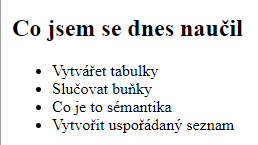 Co jsem se dnes naučil
Vytvářet tabulky
Slučovat buňky
Co je to sémantika
Vytvořit uspořádaný seznam